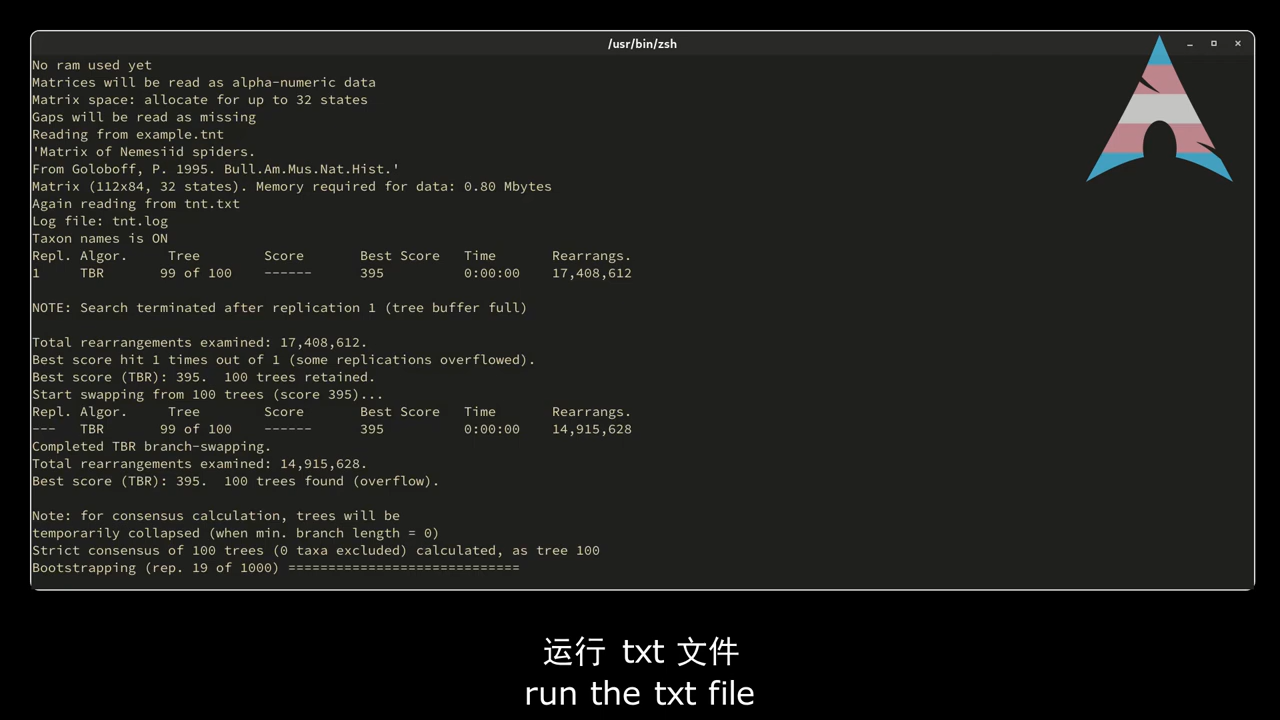 /usr/bin/zsh
No ram used yet
Matrices will be read as alpha-numeric data
Matrix space: allocate for up to 32 states
Gaps will be read as missing
Reading from example.tnt
'Matrix of Nemesiid spiders.
From Goloboff, P. 1995. Bull.Am.Mus.Nat.Hist.'
Matrix (112x84, 32 states). Memory required for data: 0.80 Mbytes
Again reading from tnt.txt
Log file: tnt.log
Taxon names is ON
Repl. Algor. Tree Score Best Score Time Rearrangs.
1 TBR 99 of 100 ------ 395 0:00:00 17,408,612
NOTE: Search terminated after replication 1 (tree buffer full)
Total rearrangements examined: 17,408,612.
Best score hit 1 times out of 1 (some replications overflowed).
Best score (TBR): 395. 100 trees retained.
Start swapping from 100 trees (score 395)...
Repl. Algor. Tree Score Best Score Time Rearrangs.
--- TBR 99 of 100 ------ 395 0:00:00 14,915,628
Completed TBR branch-swapping.
Total rearrangements examined: 14,915,628.
Best score (TBR): 395. 100 trees found (overflow).
Note: for consensus calculation, trees will be
temporarily collapsed (when min. branch length = 0)
Strict consensus of 100 trees (0 taxa excluded) calculated, as tree 100
Bootstrapping (rep. 19 of 1000) =============================
运行 txt 文件
run the txt file